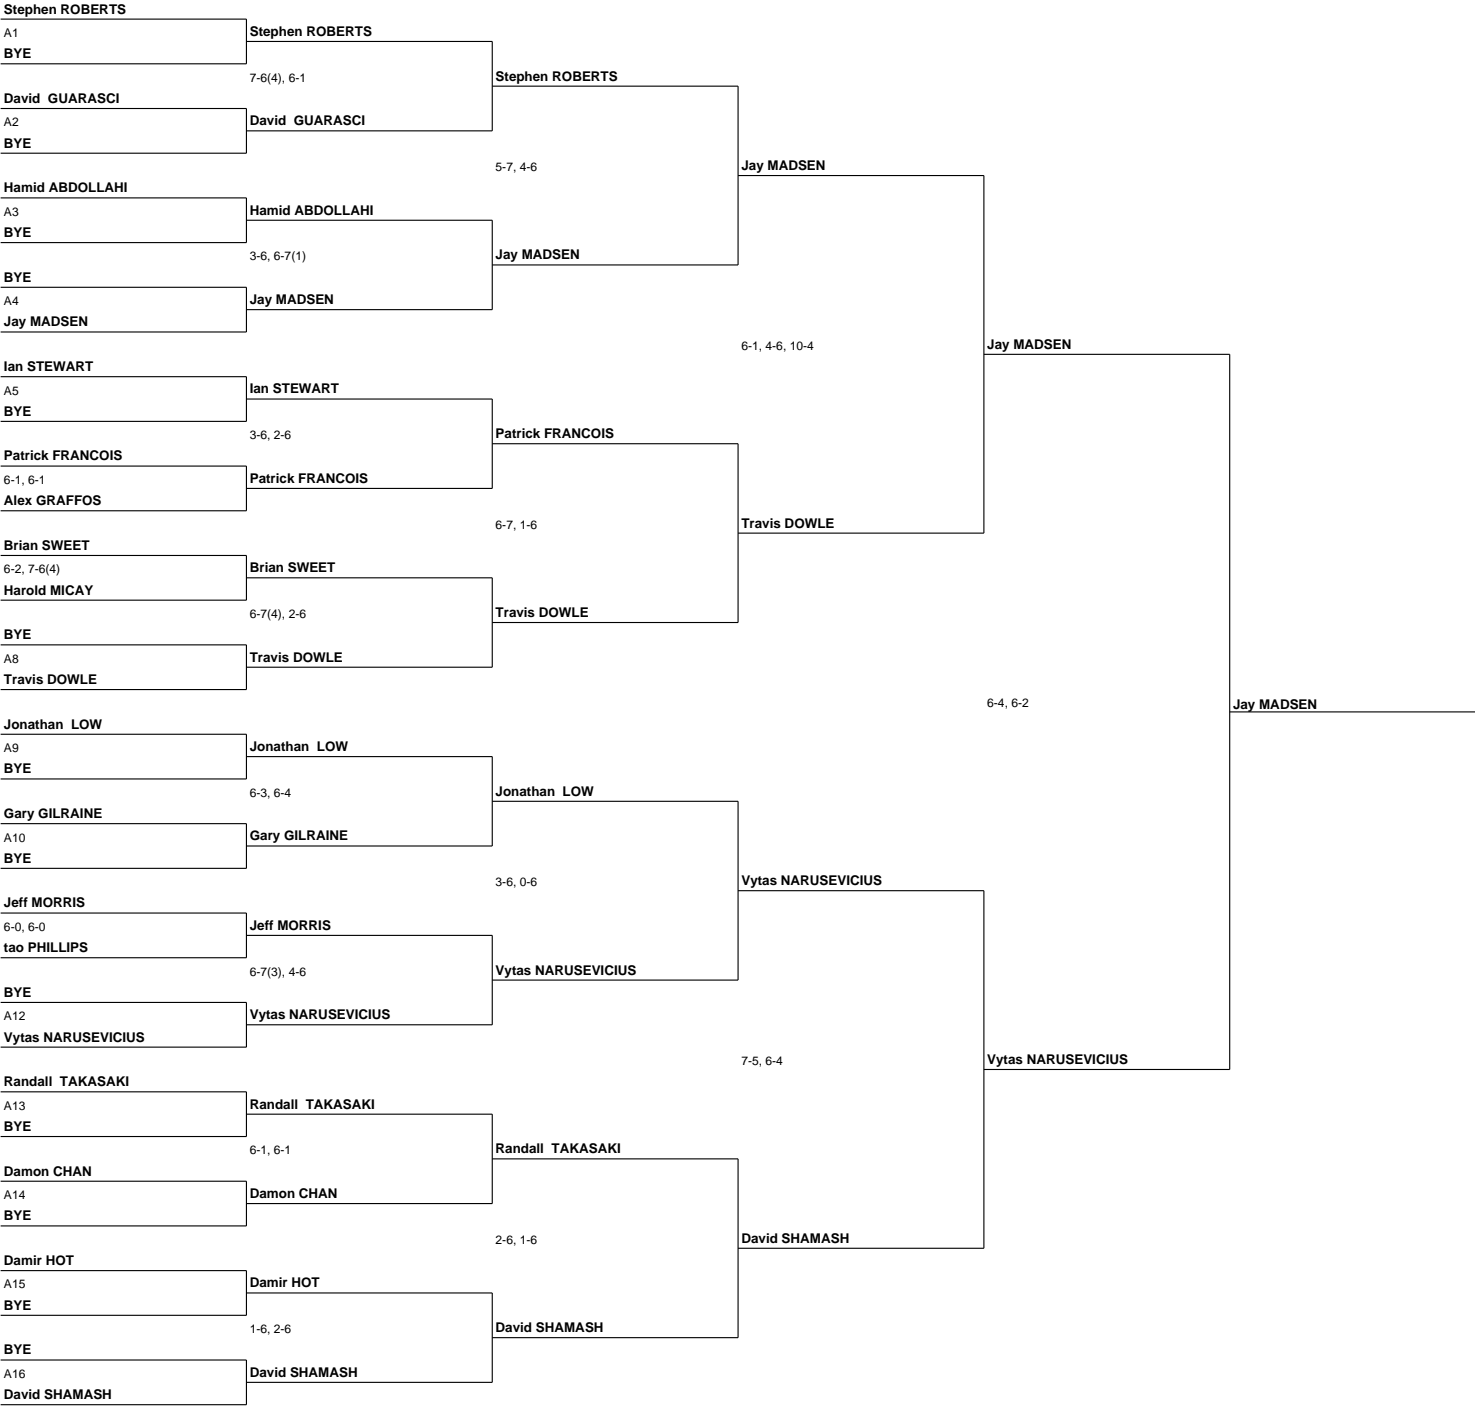 Stephen ROBERTS
A1
BYE
David  GUARASCI
A2
BYE
Hamid ABDOLLAHI
A3
BYE
BYE
A4
Jay MADSEN
Ian STEWART
A5
BYE
Patrick FRANCOIS
6-1, 6-1
Alex GRAFFOS
Brian SWEET
6-2, 7-6(4)
Harold MICAY
BYE
A8
Travis DOWLE
Jonathan  LOW
A9
BYE
Gary GILRAINE
A10
BYE
Jeff MORRIS
6-0, 6-0
tao PHILLIPS
BYE
A12
Vytas NARUSEVICIUS
Randall  TAKASAKI
A13
BYE
Damon CHAN
A14
BYE
Damir HOT
A15
BYE
BYE
A16
David SHAMASH
Stephen ROBERTS
7-6(4), 6-1
David  GUARASCI
Hamid ABDOLLAHI
3-6, 6-7(1)
Jay MADSEN
Ian STEWART
3-6, 2-6
Patrick FRANCOIS
Brian SWEET
6-7(4), 2-6
Travis DOWLE
Jonathan  LOW
6-3, 6-4
Gary GILRAINE
Jeff MORRIS
6-7(3), 4-6
Vytas NARUSEVICIUS
Randall  TAKASAKI
6-1, 6-1
Damon CHAN
Damir HOT
1-6, 2-6
David SHAMASH
Stephen ROBERTS
5-7, 4-6
Jay MADSEN
Patrick FRANCOIS
6-7, 1-6
Travis DOWLE
Jonathan  LOW
3-6, 0-6
Vytas NARUSEVICIUS
Randall  TAKASAKI
2-6, 1-6
David SHAMASH
Jay MADSEN
6-1, 4-6, 10-4
Travis DOWLE
Vytas NARUSEVICIUS
7-5, 6-4
David SHAMASH
Jay MADSEN
6-4, 6-2
Vytas NARUSEVICIUS
Jay MADSEN